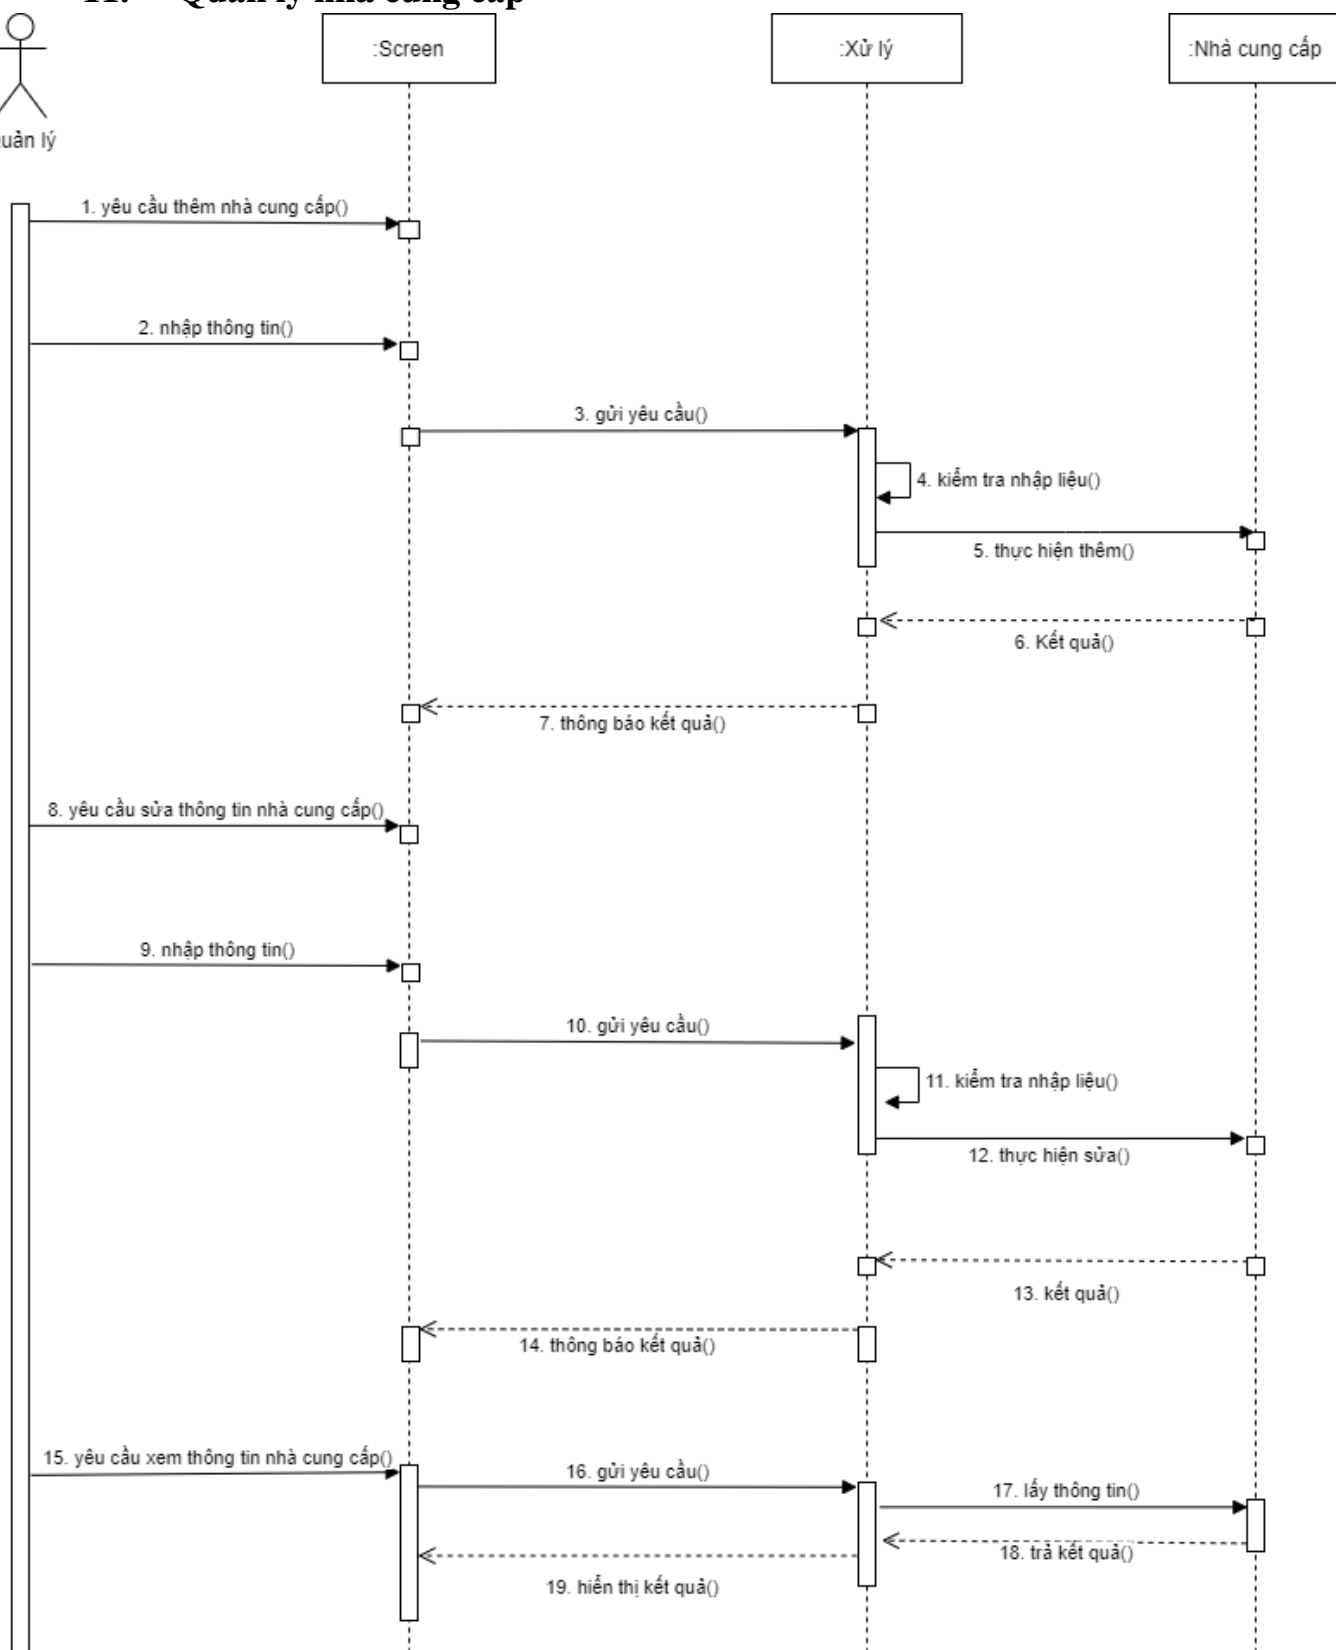 Quản lý nhà cung cấp
:Screen
:Xử lý
:Nhà cung cấp
uản lý
1. yêu cầu thêm nhà cung cấp()
2. nhập thông tin()
3. gửi yêu cầu()
4. kiểm tra nhập liệu()
5. thực hiện thêm()
6. Kết quả()
7. thông báo kết quả()
8. yêu cầu sửa thông tin nhà cung cấp()
9. nhập thông tin()
10. gửi yêu cầu()
11. kiểm tra nhập liệu()
12. thực hiện sửa()
13. kết quả()
14. thông báo kết quả()
15. yêu cầu xem thông tin nhà cung cấp()
16. gửi yêu cầu()
17. lấy thông tin()
18. trả kết quả()
19. hiển thị kết quả()